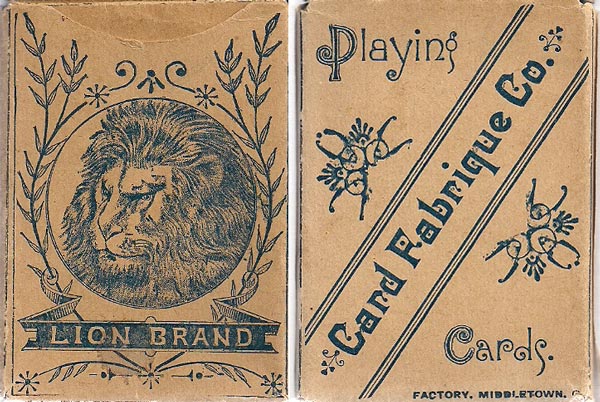 LION BRAND
Playing
Card Fabrique Co.
Cards.
FACTORY, MIDDLETOWN,